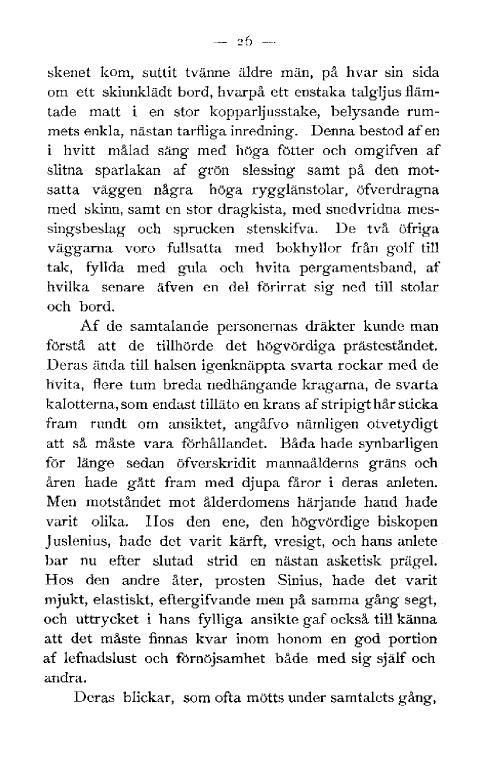 — 26 —
skenet kom, suttit tvänne äldre män, på hvar sin sida
om ett skinnklädt bord, hvarpå ett enstaka talgljus fläm-
tade matt i en stor kopparljusstake, belysande rum-
mets enkla, nästan tarfliga inredning. Denna bestod af en
i hvitt målad säng med höga fötter och omgifven af
slitna sparlakan af grön slessing samt på den mot-
satta väggen några höga rygglänstolar, öfverdragna
med skinn, samt en stor dragkista, med snedvridna mes-
singsbeslag och sprucken stenskifva. De två öfriga
väggarna voro fullsatta med bokhyllor från golf till
tak, fyllda med gula och hvita pergamentsband, af
hvilka senare äfven en del förirrat sig ned till stolar
och bord.
Af de samtalande personernas dräkter kunde man
förstå att de tillhörde det högvördiga prästeståndet.
Deras ända till halsen igenknäppta svarta rockar med de
hvita, flere tum breda nedhängande kragarna, de svarta
kalotterna, som endast tilläto en krans af stripigt hår sticka
fram rundt om ansiktet, angåfvo nämligen otvetydigt
att så måste vara förhållandet. Båda hade synbarligen
för länge sedan öfverskridit mannaålderns gräns och
åren hade gått fram med djupa fåror i deras anleten.
Men motståndet mot ålderdomens härjande hand hade
varit olika. Hos den ene, den högvördige biskopen
Juslenius, hade det varit kärft, vresigt, och hans anlete
bar nu efter slutad strid en nästan asketisk prägel.
Hos den andre åter, prosten Sinius, hade det varit
mjukt, elastiskt, eftergifvande men på samma gång segt,
och uttrycket i hans fylliga ansikte gaf också till känna
att det måste finnas kvar inom honom en god portion
af lefnadslust och förnöjsamhet både med sig själf och
andra.
Deras blickar, som ofta mötts under samtalets gång,